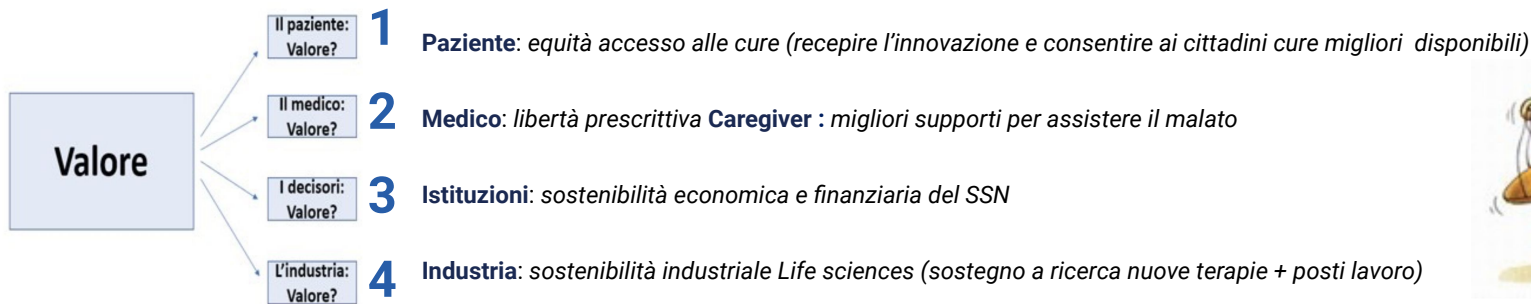 Valore
Il paziente:
Valore?
1
Paziente: equità accesso alle cure (recepire l'innovazione e consentire ai cittadini cure migliori disponibili)
Il medico:
Valore?
2
Medico: libertà prescrittiva Caregiver : migliori supporti per assistere il malato
I decisori:
Valore?
3
Istituzioni: sostenibilità economica e finanziaria del SSN
L'industria:
Valore?
4
Industria: sostenibilità industriale Life sciences (sostegno a ricerca nuove terapie + posti lavoro)